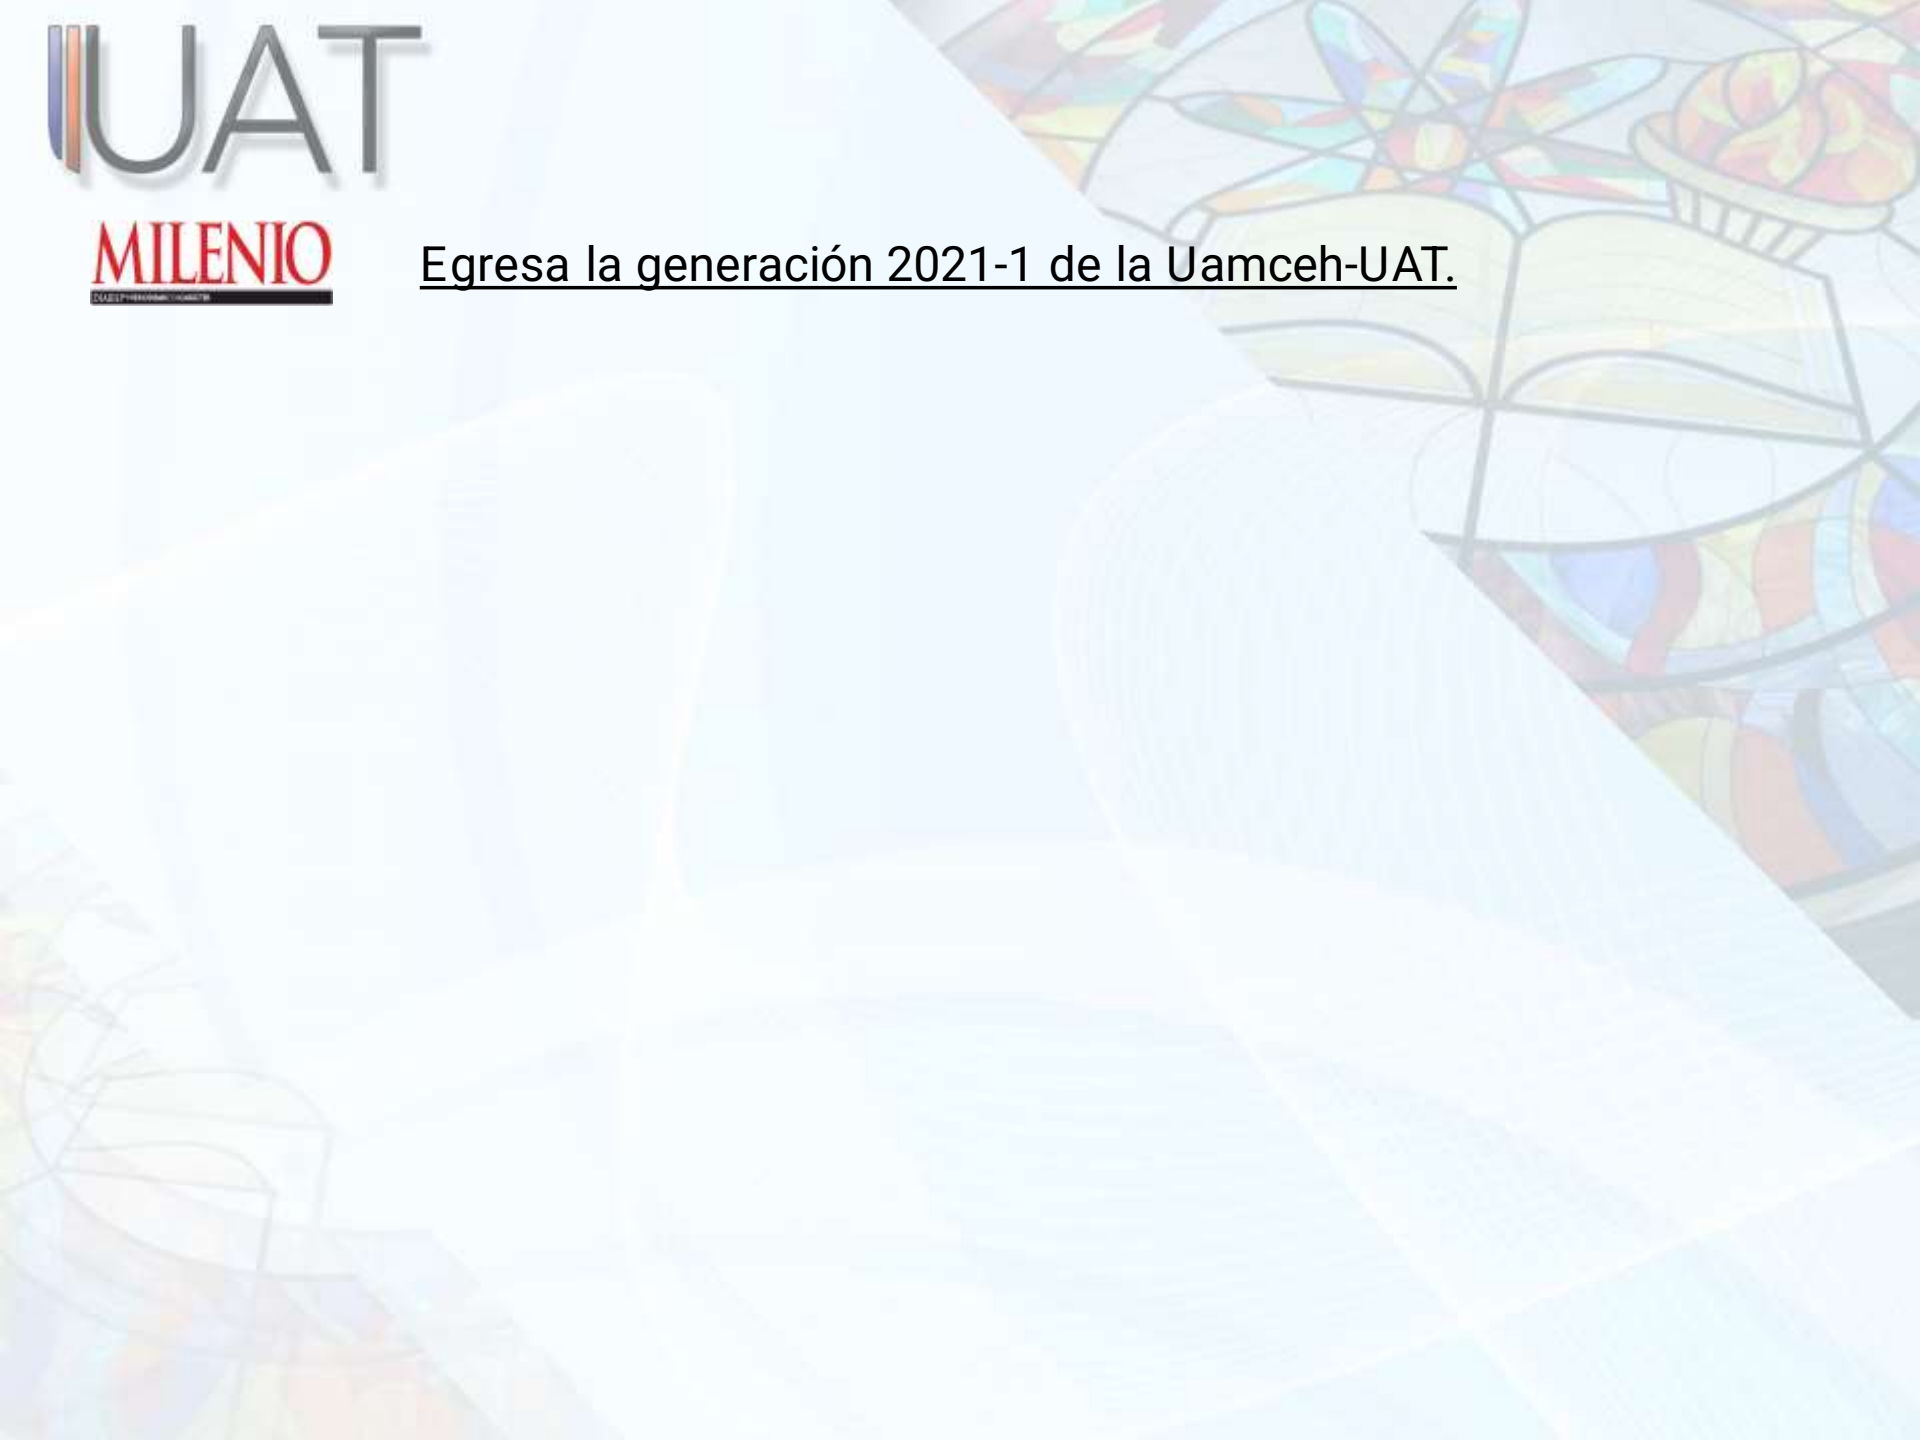 UAT
MILENIO
Egresa la generación 2021-1 de la Uamceh-UAT.